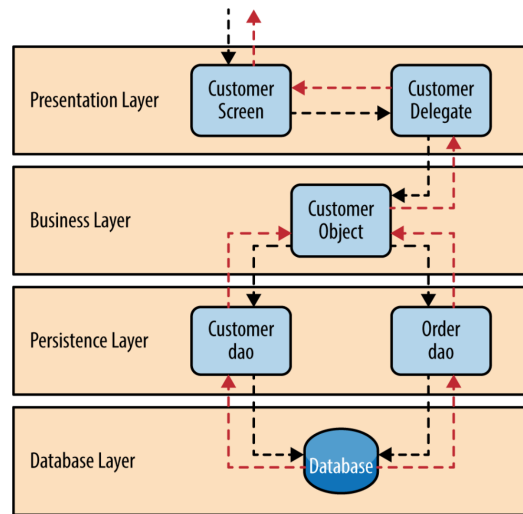 Presentation Layer
Customer
Screen
Customer
Delegate
Business Layer
Customer
Object
Persistence Layer
Customer
dao
Order
dao
Database Layer
Database